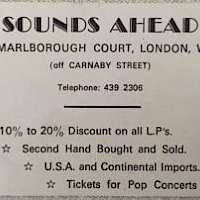 SOUNDS AHEAD
MARLBOROUGH COURT, LONDON, W
(off CARNABY STREET)
Telephone: 439 2306
10% to 20% Discount on all L.P's.
☆ Second Hand Bought and Sold.
☆ U.S.A. and Continental Imports.
☆ Tickets for Pop Concerts